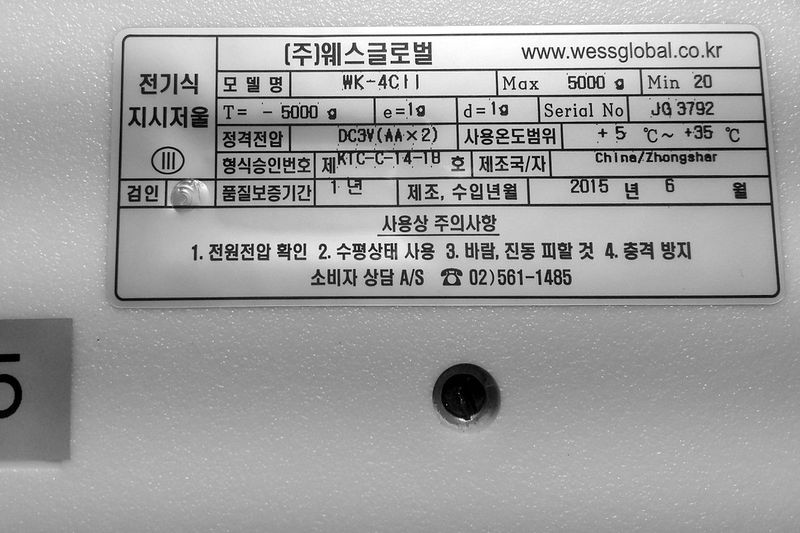 (주)웨스글로벌 www.wessglobal.co.kr
전기식
지시저울
Ⅲ
검인
모 델 명 WK-4CII Max 5000 g Min 20
T= - 5000 g e=1g d=1g Serial No JQ 3792
정격전압 DC3V(AA×2) 사용온도범위 +5 ℃~ +35 ℃
형식승인번호 제 KTC-C-14-18 호 제조국/자 China/Zhongshar
품질보증기간 1 년 제조, 수입년월 2015 년 6 월
사용상 주의사항
1. 전원전압 확인 2. 수평상태 사용 3. 바람, 진동 피할 것 4. 충격 방지
소비자 상담 A/S ☎ 02)561-1485
5